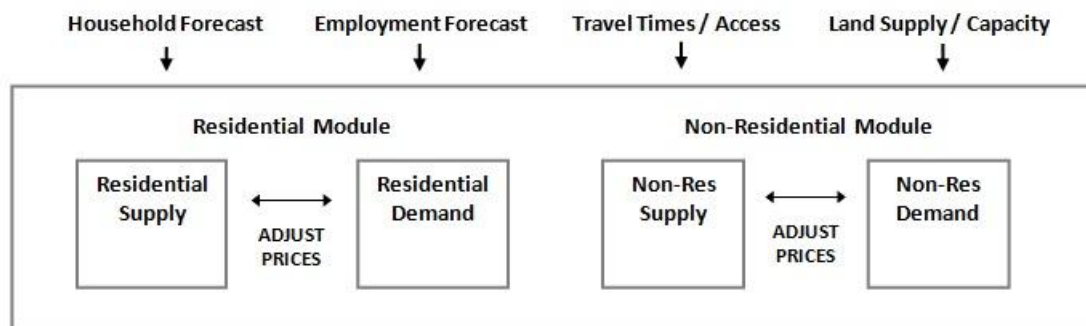 Household Forecast Employment Forecast Travel Times / Access Land Supply / Capacity
Residential Module Non-Residential Module
Residential Supply
ADJUST PRICES
Residential Demand
Non-Res Supply
ADJUST PRICES
Non-Res Demand